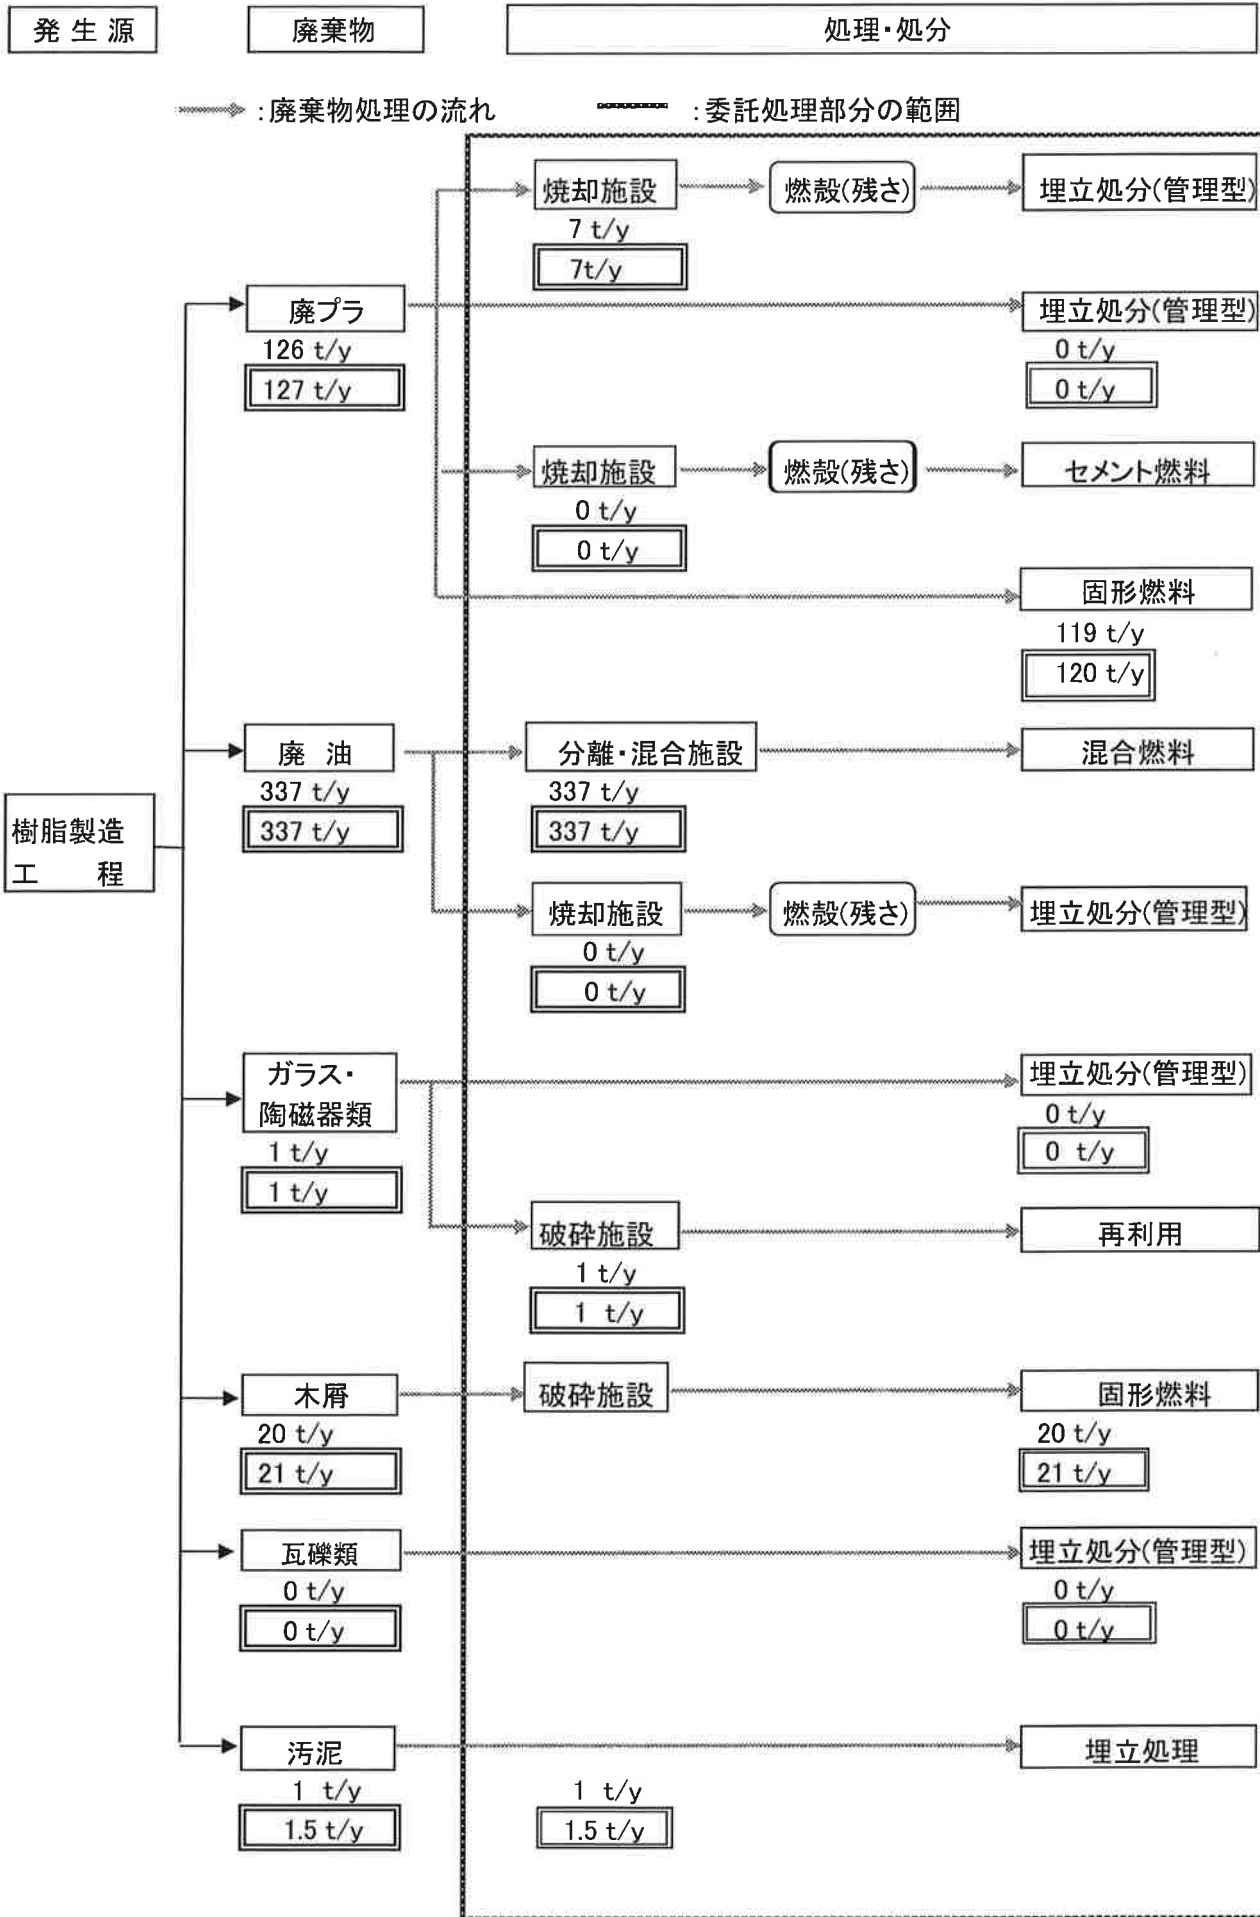 発 生 源
廃棄物
処理・処分
:廃棄物処理の流れ
:委託処理部分の範囲
焼却施設
燃殻(残さ)
埋立処分(管理型)
7 t/y
7t/y
廃プラ
埋立処分(管理型)
126 t/y
0 t/y
127 t/y
0 t/y
焼却施設
燃殻(残さ)
セメント燃料
0 t/y
0 t/y
固形燃料
119 t/y
120 t/y
廃 油
分離・混合施設
混合燃料
337 t/y
337 t/y
337 t/y
337 t/y
樹脂製造
工 程
焼却施設
燃殻(残さ)
埋立処分(管理型)
0 t/y
0 t/y
ガラス・
陶磁器類
埋立処分(管理型)
1 t/y
0 t/y
1 t/y
0 t/y
破砕施設
再利用
1 t/y
1 t/y
木屑
破砕施設
固形燃料
20 t/y
20 t/y
21 t/y
21 t/y
瓦礫類
埋立処分(管理型)
0 t/y
0 t/y
0 t/y
0 t/y
汚泥
埋立処理
1 t/y
1 t/y
1.5 t/y
1.5 t/y